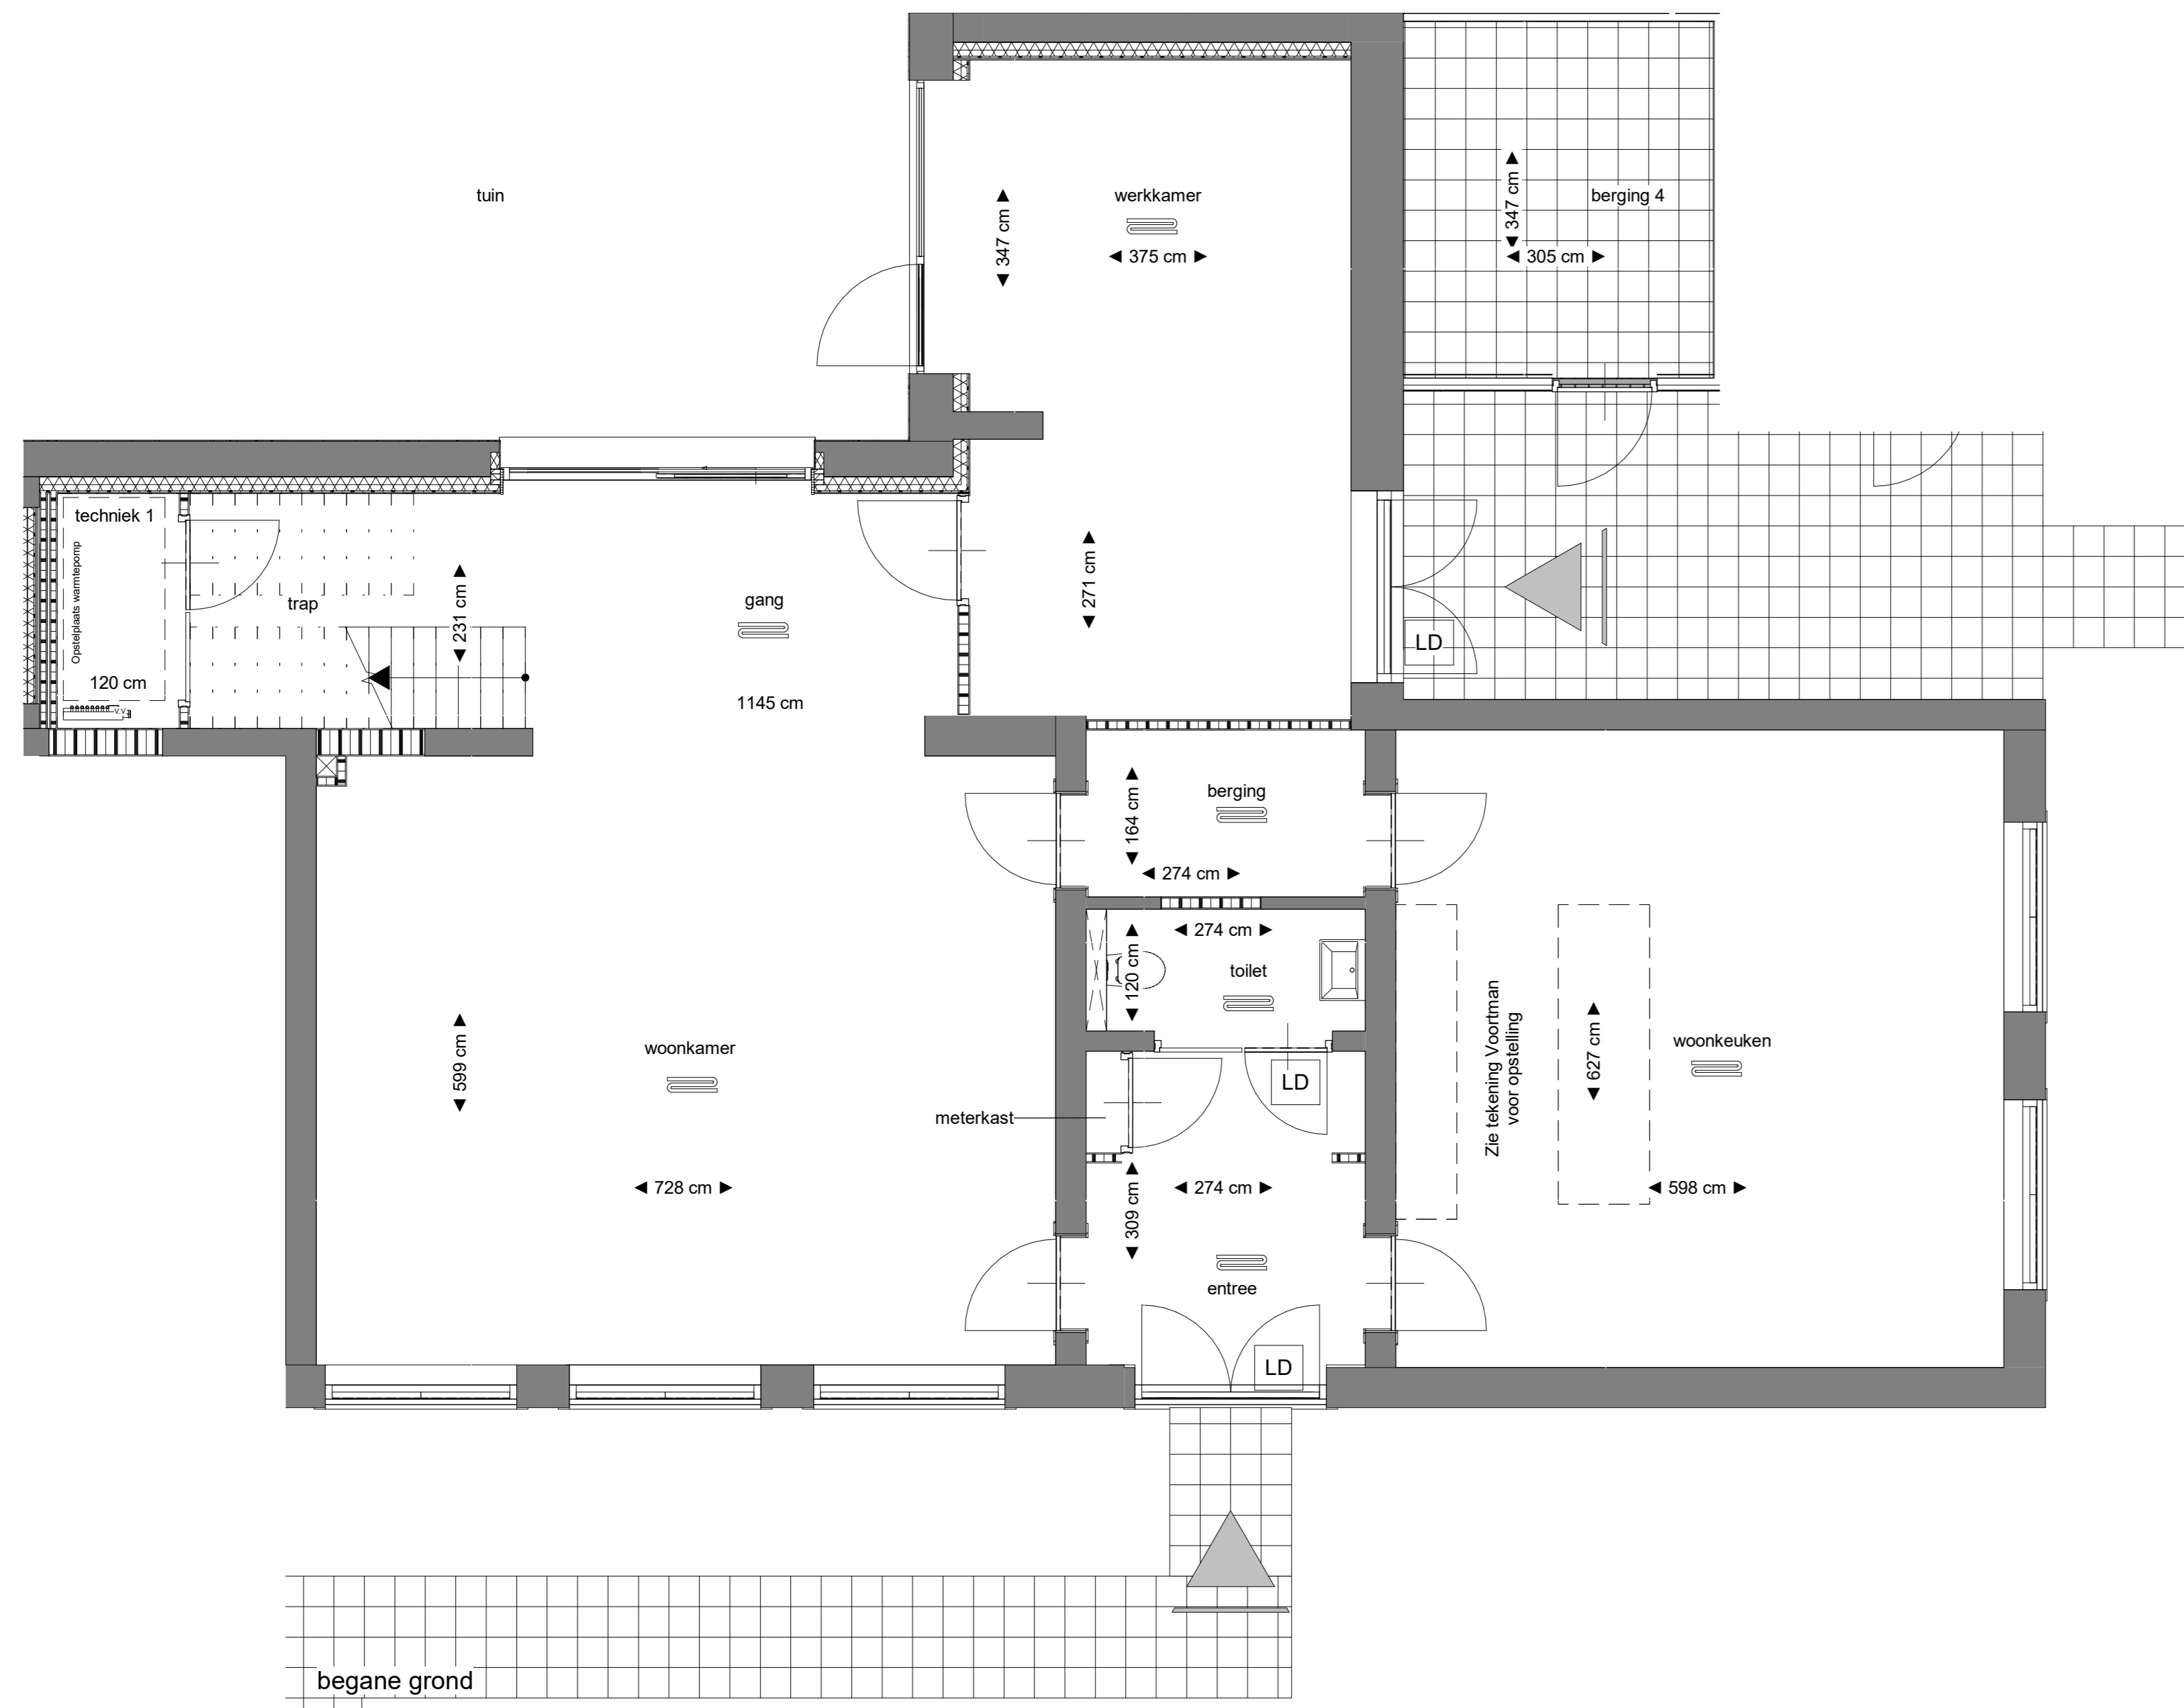 tuin
werkkamer
347 cm
375 cm
347 cm
berging 4
305 cm
techniek 1
Opstelplaats warmtepomp
120 cm
v.v.
trap
231 cm
gang
1145 cm
271 cm
LD
berging
164 cm
274 cm
274 cm
120 cm
toilet
LD
meterkast
woonkamer
599 cm
728 cm
309 cm
274 cm
entree
LD
Zie tekening Voortman
voor opstelling
627 cm
woonkeuken
598 cm
begane grond